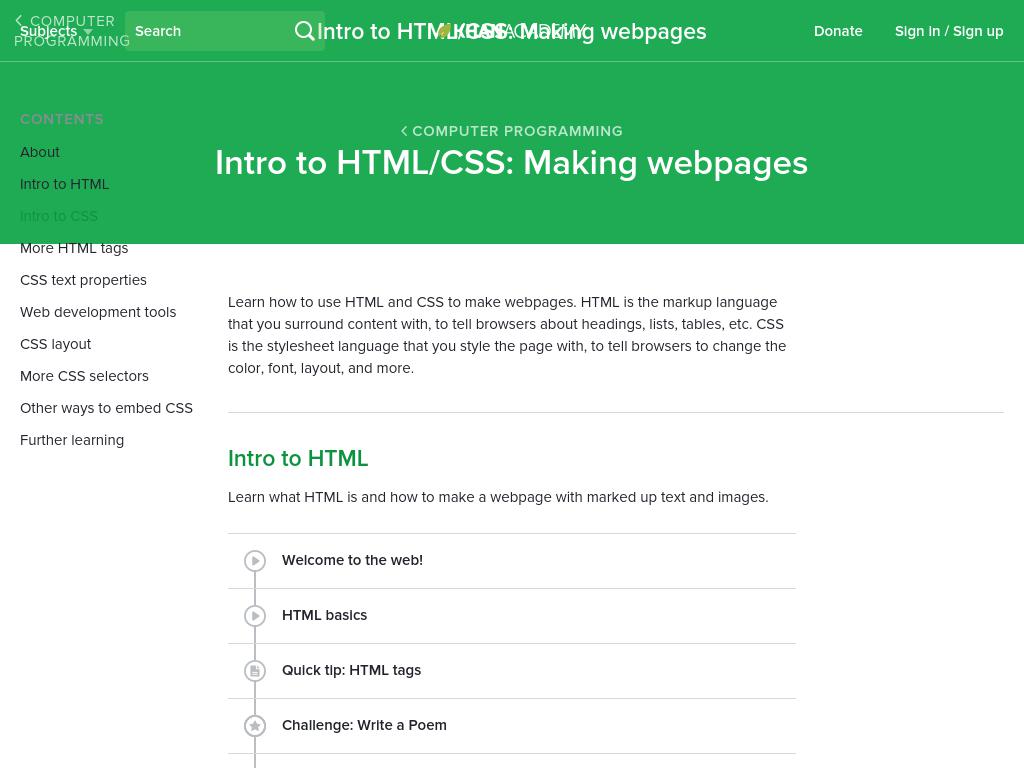 COMPUTER
PROGRAMMING
Subjects
Search
Intro to HTML/CSS: Making webpages
KHANACADEMY
Donate
Sign in / Sign up
CONTENTS
About
Intro to HTML
Intro to CSS
More HTML tags
CSS text properties
Web development tools
CSS layout
More CSS selectors
Other ways to embed CSS
Further learning
COMPUTER PROGRAMMING
Intro to HTML/CSS: Making webpages
Learn how to use HTML and CSS to make webpages. HTML is the markup language
that you surround content with, to tell browsers about headings, lists, tables, etc. CSS
is the stylesheet language that you style the page with, to tell browsers to change the
color, font, layout, and more.
Intro to HTML
Learn what HTML is and how to make a webpage with marked up text and images.
Welcome to the web!
HTML basics
Quick tip: HTML tags
Challenge: Write a Poem